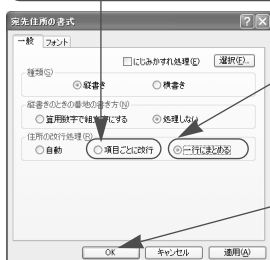 宛先住所の書式
一般 フォント
にじみかすれ処理(E) 選択(F)...
種類(S)
縦書き 横書き
縦書きのときの番地の書き方(N)
算用数字で組文字にする 処理しない
住所の改行処理(R)
自動 項目ごとに改行 一行にまとめる
OK キャンセル 適用(A)